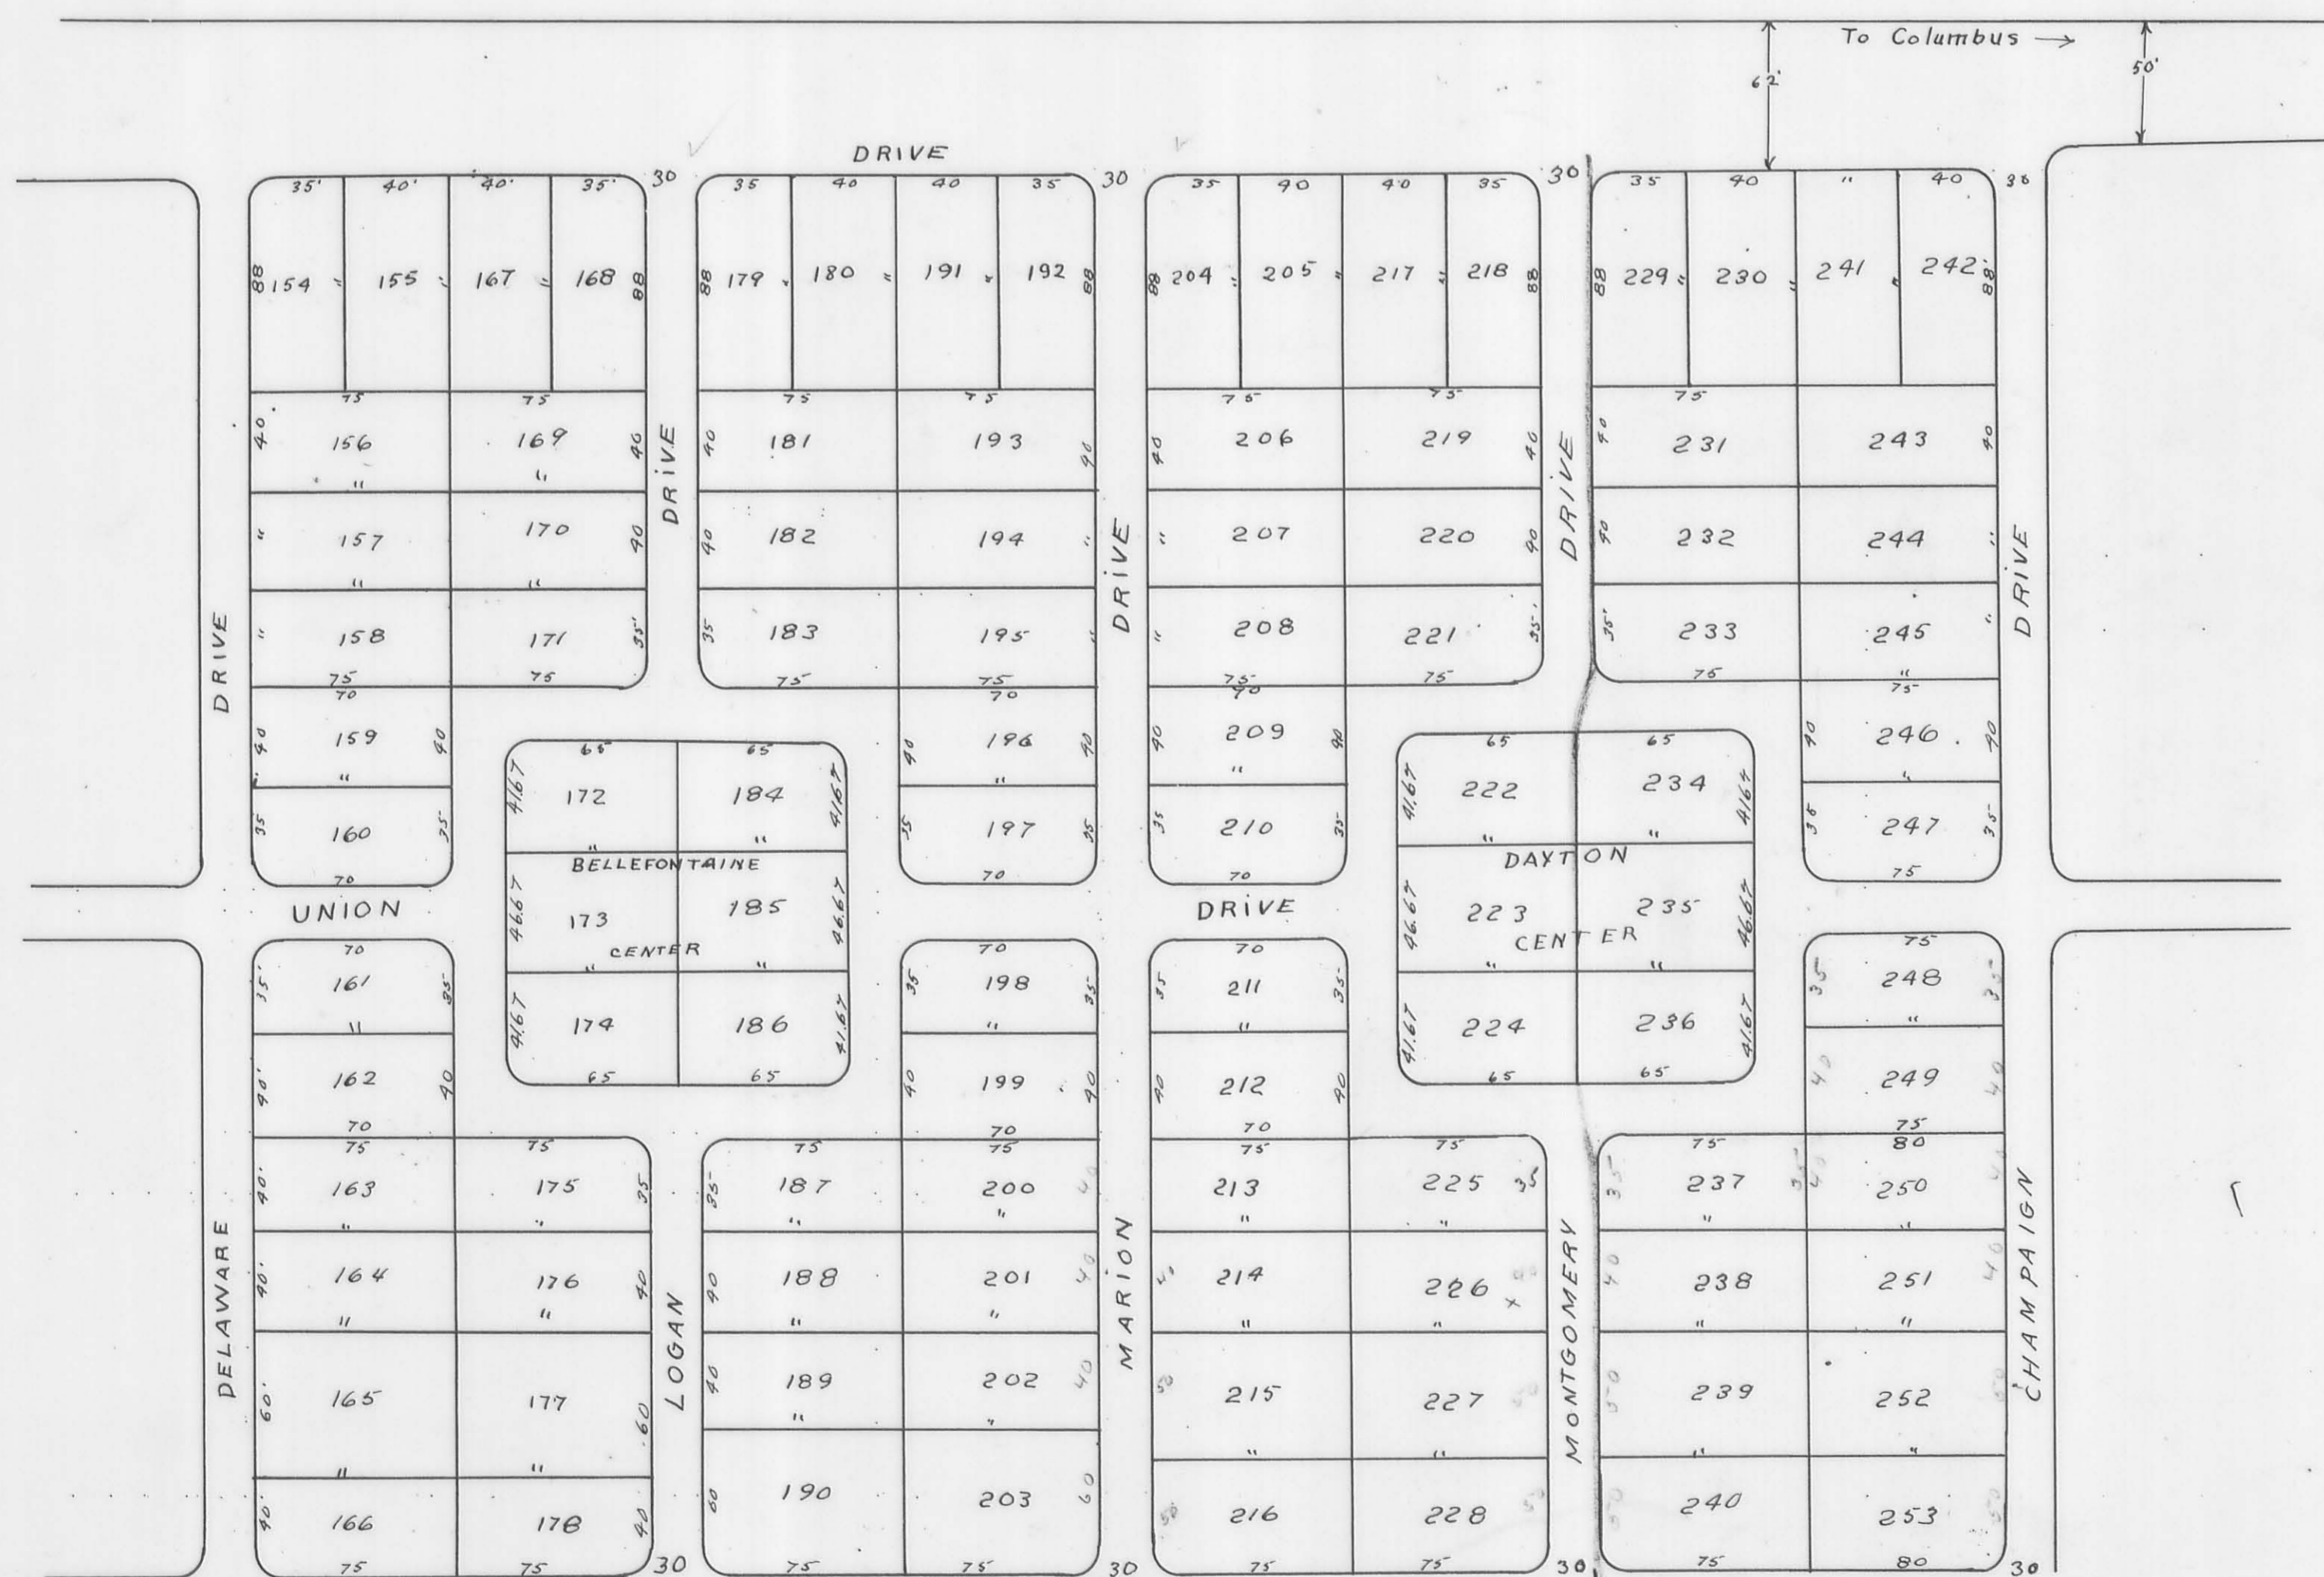 To Columbus →
62'
50'
DRIVE
35' 40' 40' 35' 30 35 40 40 35 30 35 40 40 35 30 35 40 " 40 30
88 154 " 155 " 167 " 168 88 88 179 " 180 " 191 " 192 88 88 204 " 205 " 217 " 218 88 88 229 " 230 " 241 " 242 88'
75 75 75 75 75 75 75
40 156 169 40 40 181 193 40 40 206 219 40 40 231 243 40
" "
" 157 170 40 40 182 194 " " 207 220 40 40 232 244 "
" "
" 158 171 35' 35 183 195 " " 208 221 35 35 233 245 "
75 75 75 75 75 75 75 "
70 70 70 75
DRIVE DRIVE DRIVE DRIVE DRIVE
40 159 40 40 196 40 40 209 40 40 246 40
" " " "
35 160 35 35 197 35 35 210 35 35 247 35
70 70 70 75
65 65 65 65
41.67 172 184 41.67 41.67 222 234 41.67
" " " "
BELLEFONTAINE DAYTON
46.67 173 185 46.67 46.67 223 235 46.67
CENTER CENTER
" " " "
41.67 174 186 41.67 41.67 224 236 41.67
65 65 65 65
UNION DRIVE
70 70 70 75
35' 161 35 35 198 35 35 211 35 35 248 35
" " " "
40' 162 40 40 199 40 40 212 40 40 249 40
70 70 70 75
75 75 75 75 75 75 75 80
40' 163 175 35 35 187 200 40 213 225 35 35 237 35 40 250 40
" " " " " " " "
40' 164 176 40 40 188 201 40 40 214 226 x 40 238 251 40
" " " " " " " "
60' 165 177 60 40 189 202 40 50 215 227 50 50 239 252 50
" " " " " " " "
40' 166 178 40 60 190 203 60 50 216 228 50 50 240 253 50
75 75 30 75 75 30 75 75 30 75 80 30
DELAWARE
LOGAN
MARION
MONTGOMERY
CHAMPAIGN